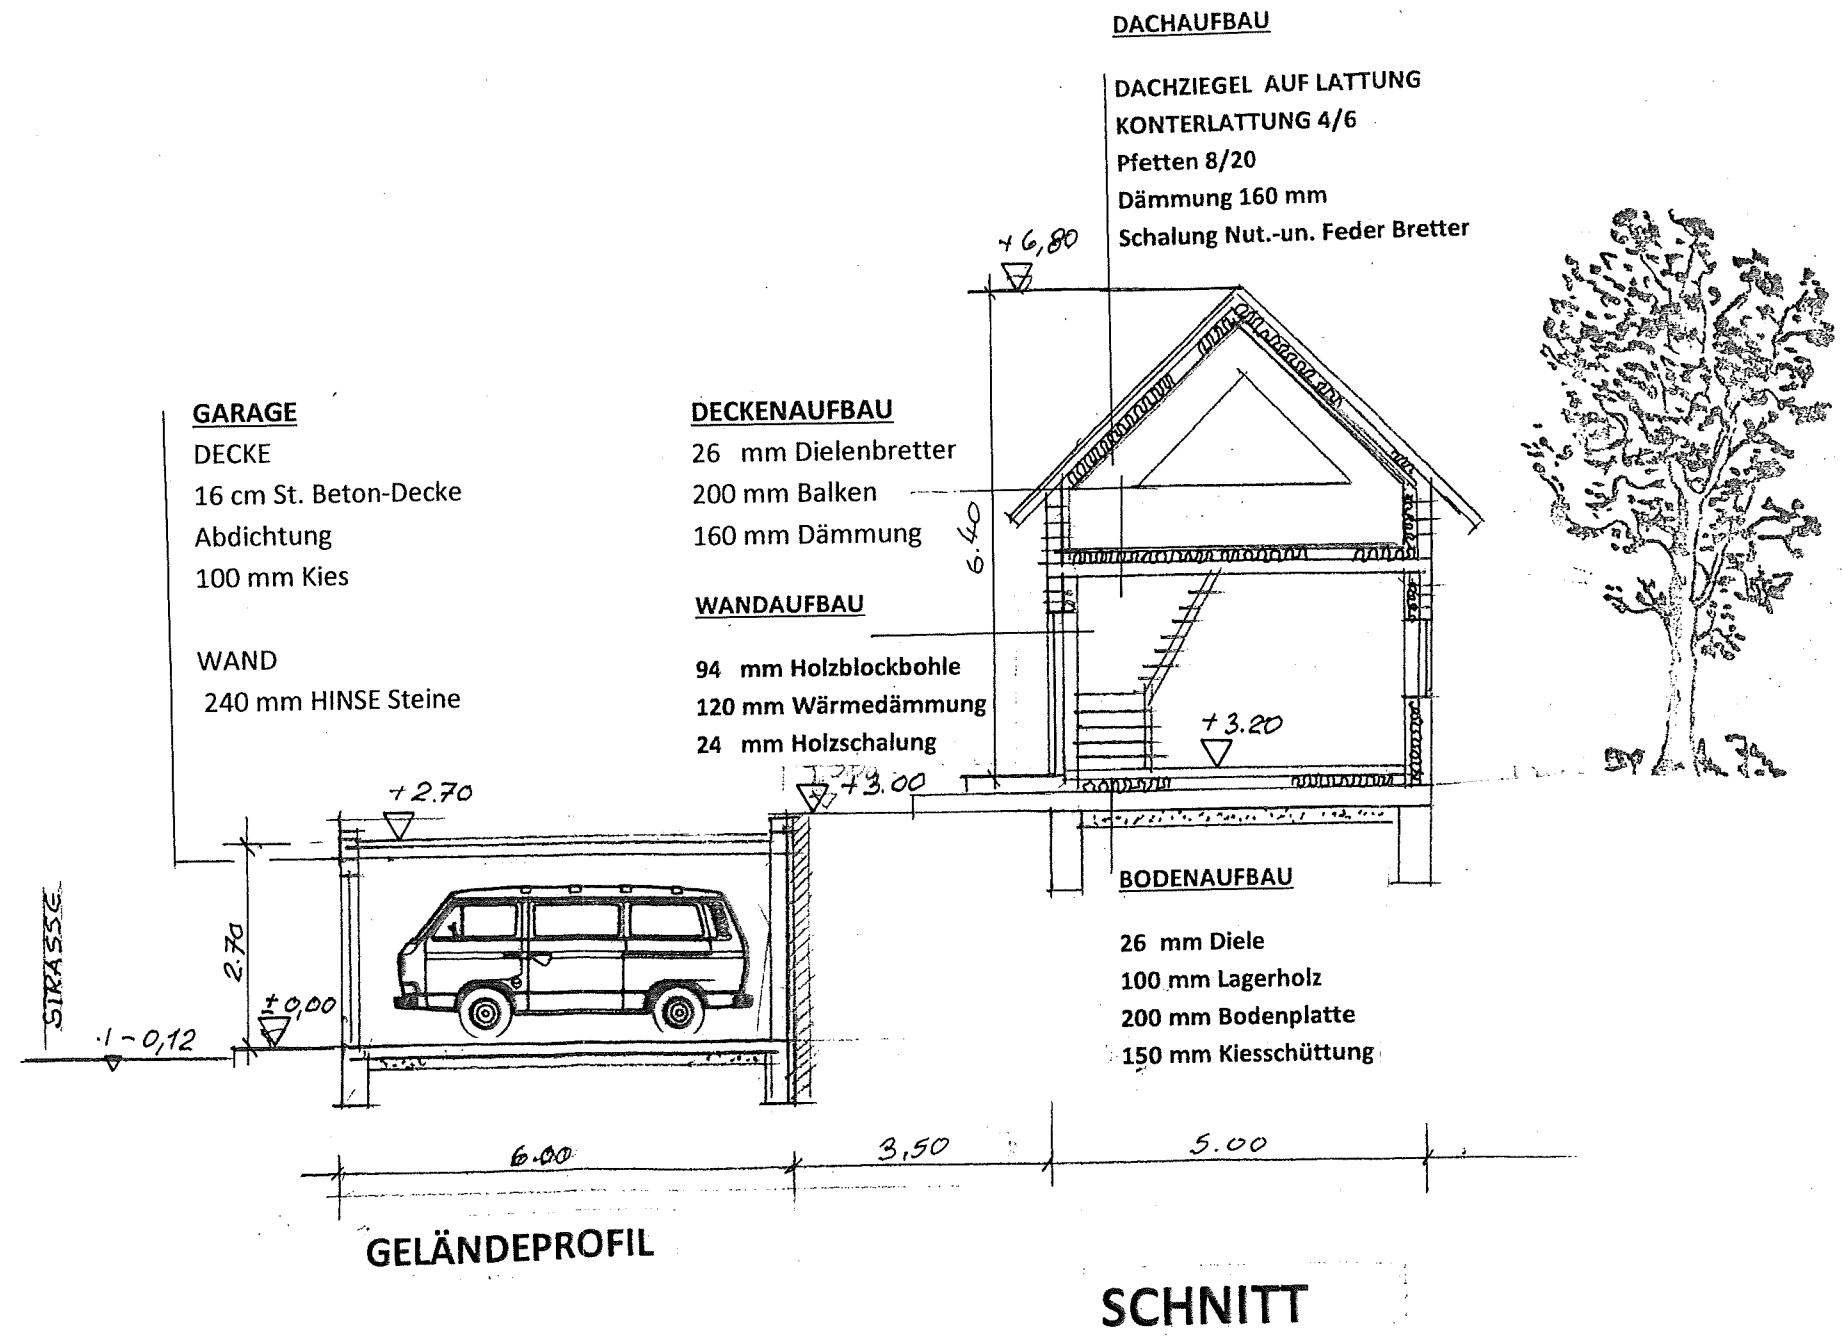 DACHAUFBAU
DACHZIEGEL AUF LATTUNG
KONTERLATTUNG 4/6
Pfetten 8/20
Dämmung 160 mm
Schalung Nut.-un. Feder Bretter
+6,80
GARAGE
DECKE
16 cm St. Beton-Decke
Abdichtung
100 mm Kies
WAND
240 mm HINSE Steine
DECKENAUFBAU
26 mm Dielenbretter
200 mm Balken
160 mm Dämmung
6.40
WANDAUFBAU
94 mm Holzblockbohle
120 mm Wärmedämmung
24 mm Holzschalung
+3.20
+2.70
+3.00
STRASSE
2.70
±0,00
-0,12
BODENAUFBAU
26 mm Diele
100 mm Lagerholz
200 mm Bodenplatte
150 mm Kiesschüttung
6.00
3,50
5.00
GELÄNDEPROFIL
SCHNITT